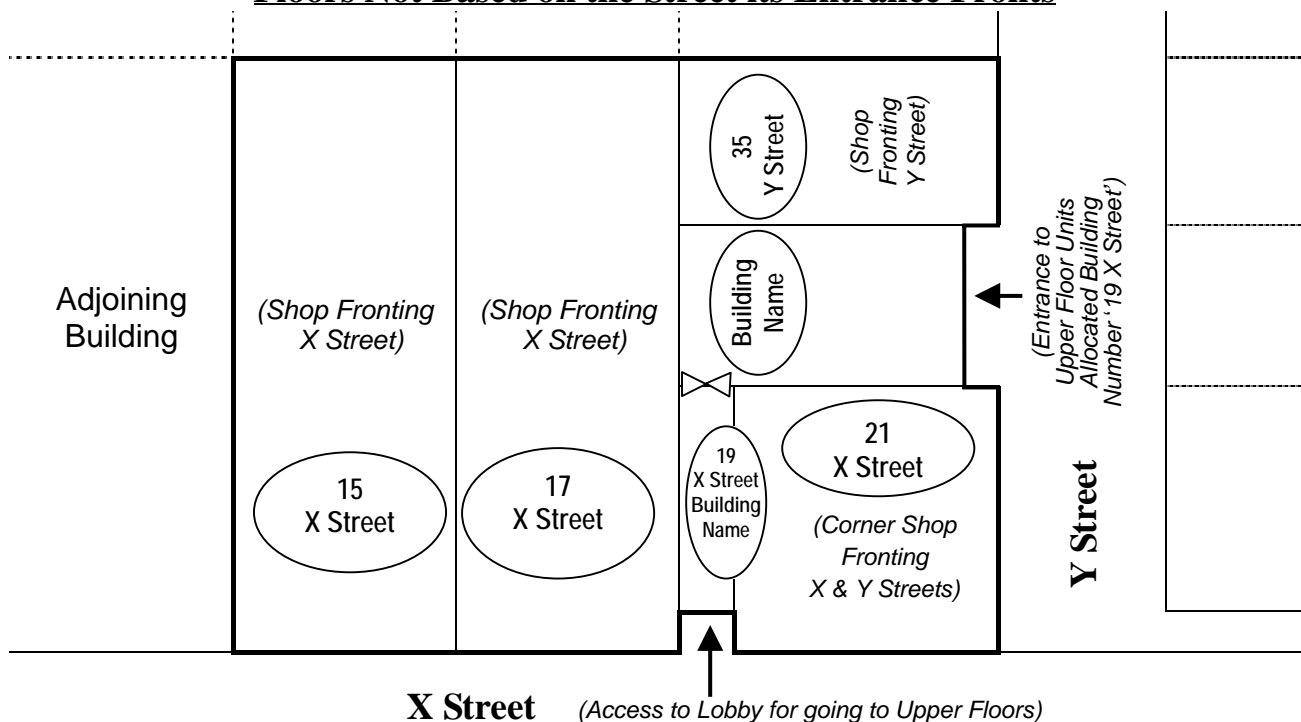 Floors Not Based on the Street its Entrance Fronts
35
Y Street
(Shop
Fronting
Y Street)
Adjoining
Building
(Shop Fronting
X Street)
(Shop Fronting
X Street)
Building
Name
(Entrance to
Upper Floor Units
Allocated Building
Number ‘19 X Street’)
15
X Street
17
X Street
19
X Street
Building
Name
21
X Street
(Corner Shop
Fronting
X & Y Streets)
Y Street
X Street (Access to Lobby for going to Upper Floors)